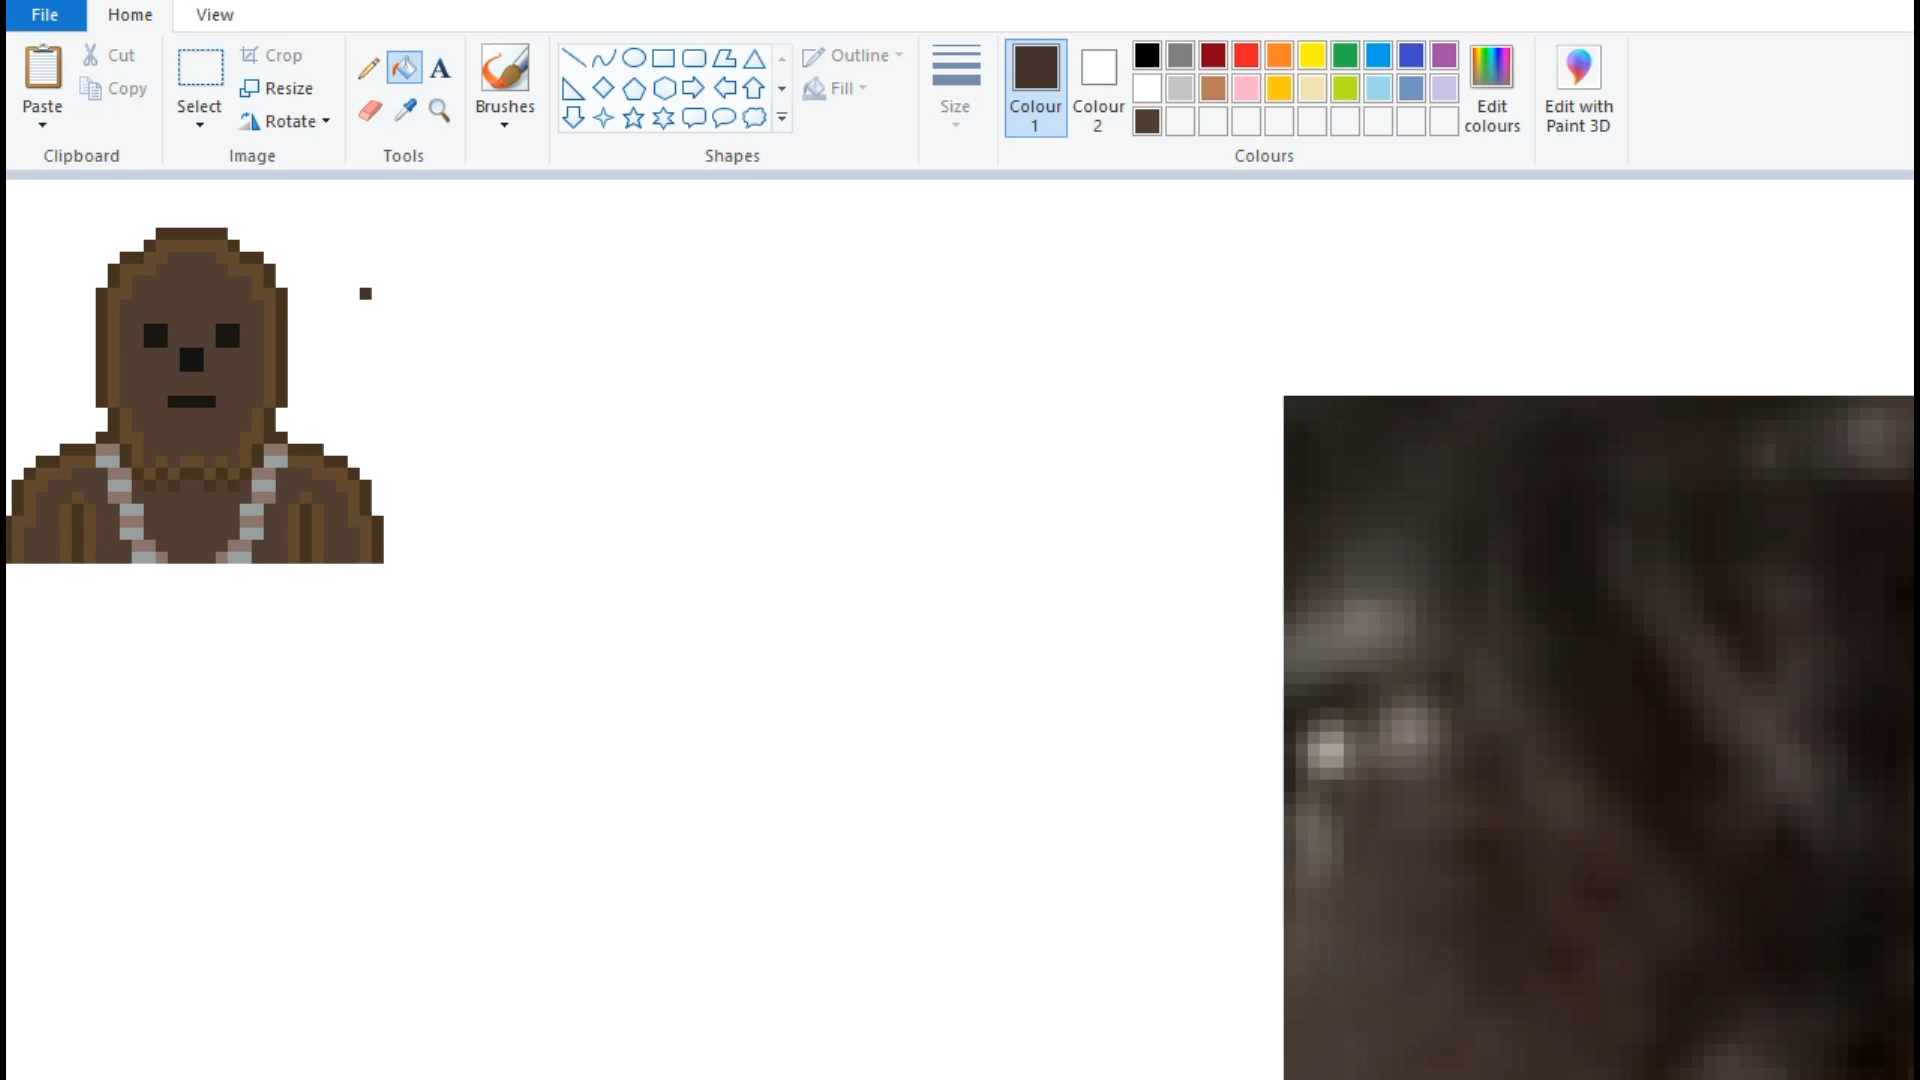 File Home View
Paste Cut Copy Clipboard
Select Crop Resize Rotate Image
A Tools
Brushes
Outline Fill Shapes
Size
Colour 1 Colour 2 Edit colours Colours
Edit with Paint 3D